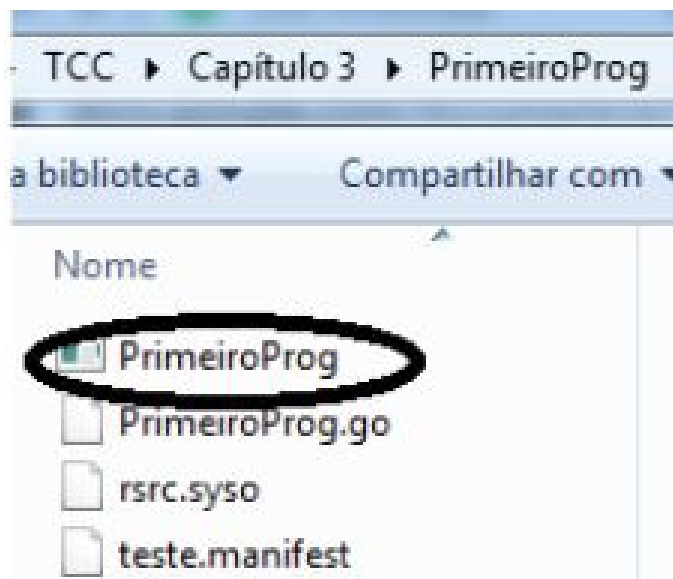 TCC ▸ Capítulo 3 ▸ PrimeiroProg
a biblioteca ▾ Compartilhar com ▾
Nome
PrimeiroProg
PrimeiroProg.go
rsrc.syso
teste.manifest